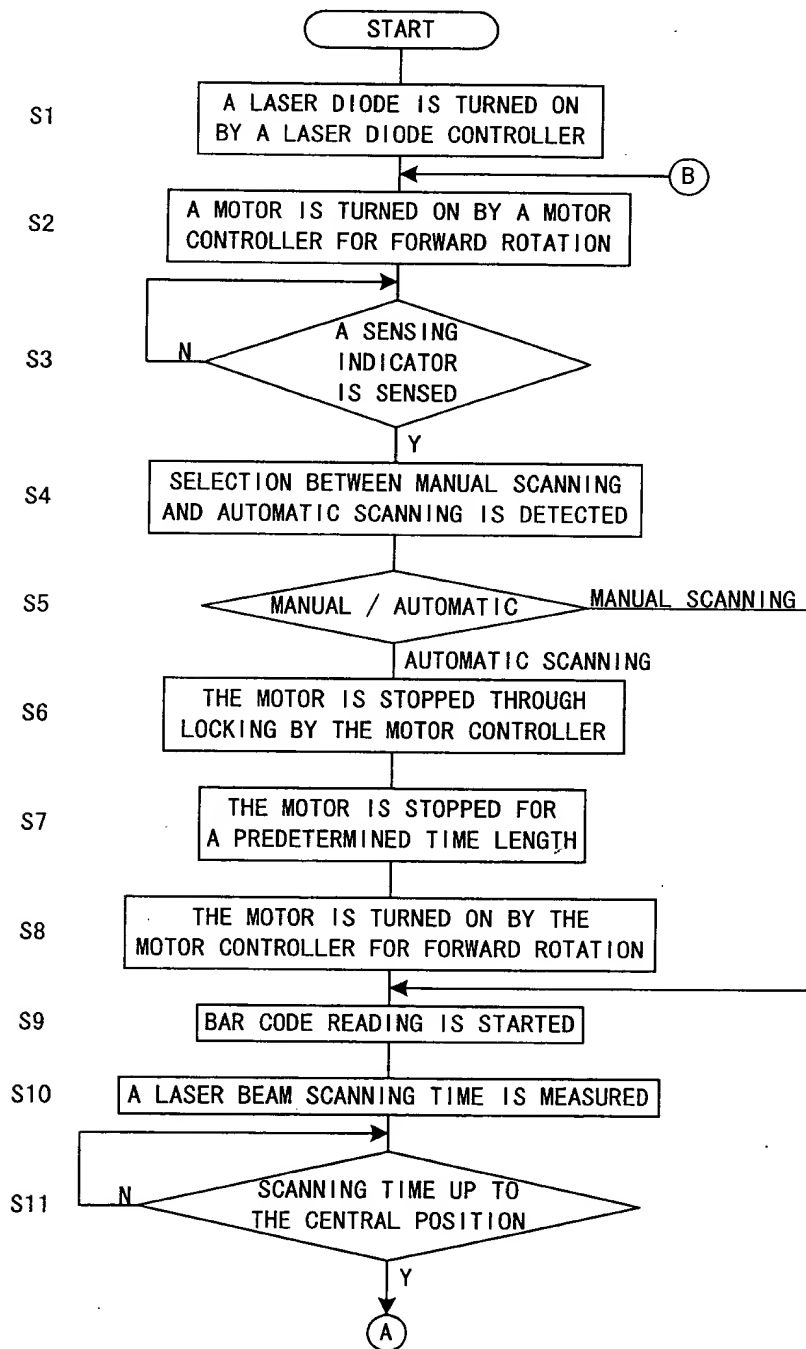 START
S1
A LASER DIODE IS TURNED ON
BY A LASER DIODE CONTROLLER
B
S2
A MOTOR IS TURNED ON BY A MOTOR
CONTROLLER FOR FORWARD ROTATION
S3
N
A SENSING
INDICATOR
IS SENSED
Y
S4
SELECTION BETWEEN MANUAL SCANNING
AND AUTOMATIC SCANNING IS DETECTED
S5
MANUAL / AUTOMATIC
MANUAL SCANNING
AUTOMATIC SCANNING
S6
THE MOTOR IS STOPPED THROUGH
LOCKING BY THE MOTOR CONTROLLER
S7
THE MOTOR IS STOPPED FOR
A PREDETERMINED TIME LENGTH
S8
THE MOTOR IS TURNED ON BY THE
MOTOR CONTROLLER FOR FORWARD ROTATION
S9
BAR CODE READING IS STARTED
S10
A LASER BEAM SCANNING TIME IS MEASURED
S11
N
SCANNING TIME UP TO
THE CENTRAL POSITION
Y
A